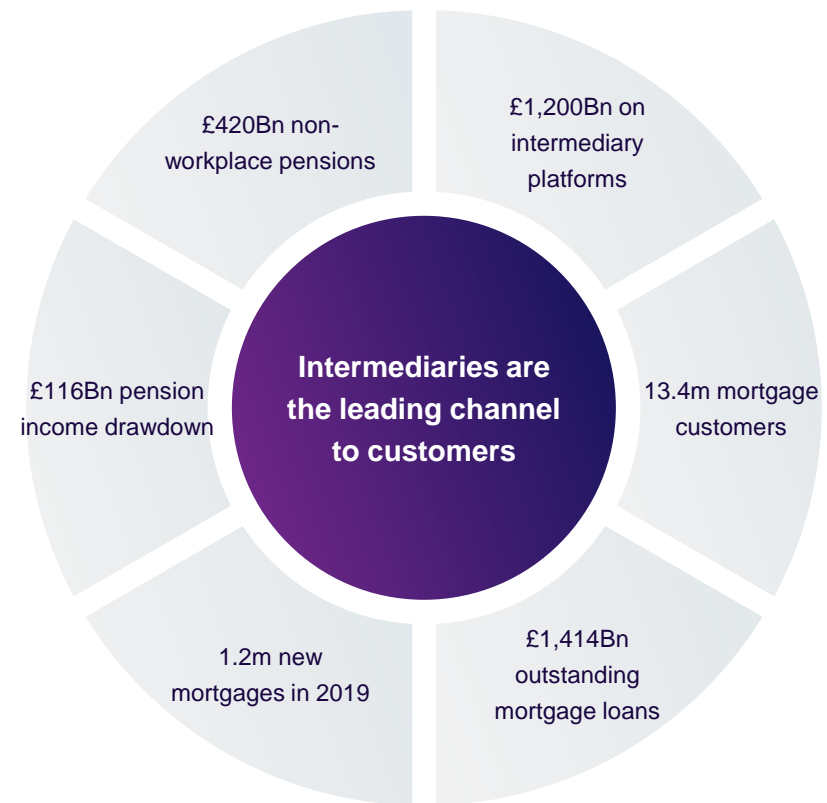 £420Bn non-
workplace pensions
£1,200Bn on
intermediary
platforms
£116Bn pension
income drawdown
Intermediaries are
the leading channel
to customers
13.4m mortgage
customers
1.2m new
mortgages in 2019
£1,414Bn
outstanding
mortgage loans